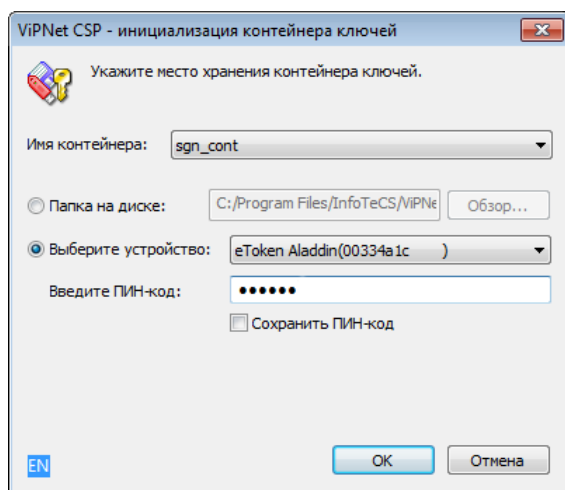 ViPNet CSP - инициализация контейнера ключей
Укажите место хранения контейнера ключей.
Имя контейнера: sgn_cont
Папка на диске: C:/Program Files/InfoTeCS/ViPNe Обзор...
Выберите устройство: eToken Aladdin(00334a1c )
Введите ПИН-код: ●●●●●●
Сохранить ПИН-код
EN OK Отмена